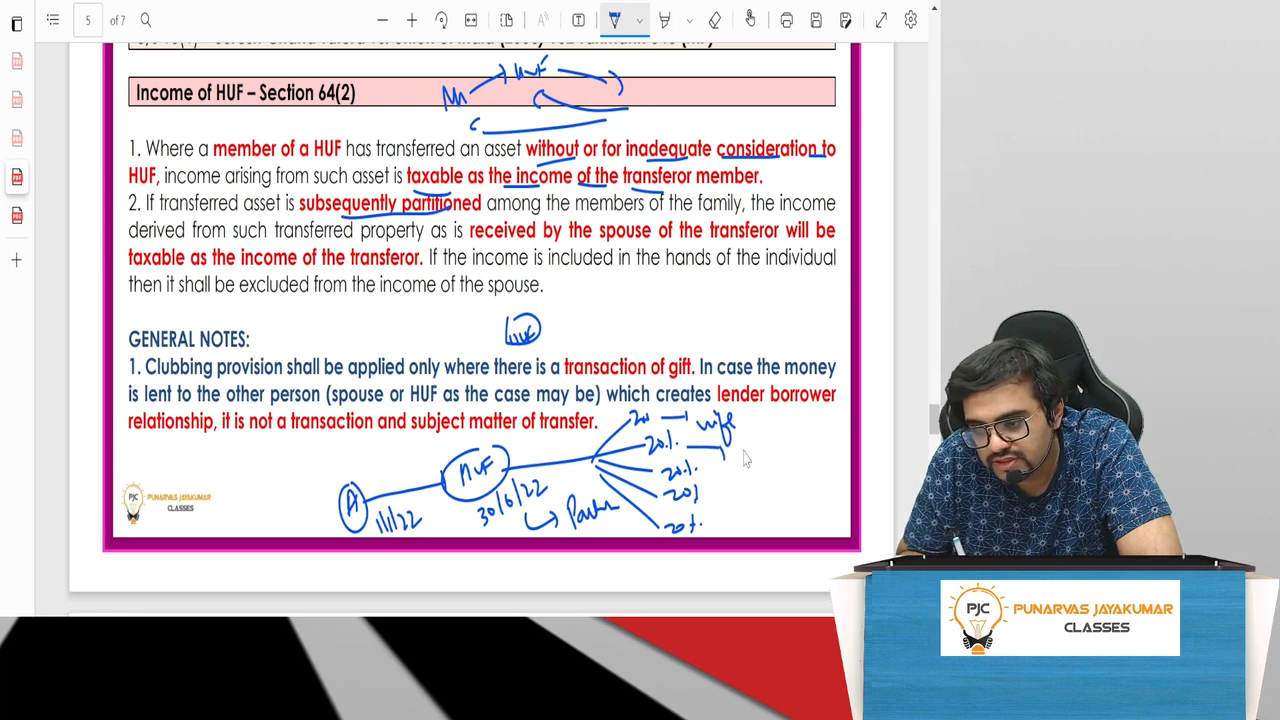 5 of 7
Income of HUF – Section 64(2)
HUF
1. Where a member of a HUF has transferred an asset without or for inadequate consideration to
HUF, income arising from such asset is taxable as the income of the transferor member.
2. If transferred asset is subsequently partitioned among the members of the family, the income
derived from such transferred property as is received by the spouse of the transferor will be
taxable as the income of the transferor. If the income is included in the hands of the individual
then it shall be excluded from the income of the spouse.
HUF
GENERAL NOTES:
1. Clubbing provision shall be applied only where there is a transaction of gift. In case the money
is lent to the other person (spouse or HUF as the case may be) which creates lender borrower
relationship, it is not a transaction and subject matter of transfer.
20 wife
20%
20%
20%
20%
A HUF
1/1/22
30/6/22
PJC PUNARVAS JAYAKUMAR
CLASSES
PJC PUNARVAS JAYAKUMAR
CLASSES